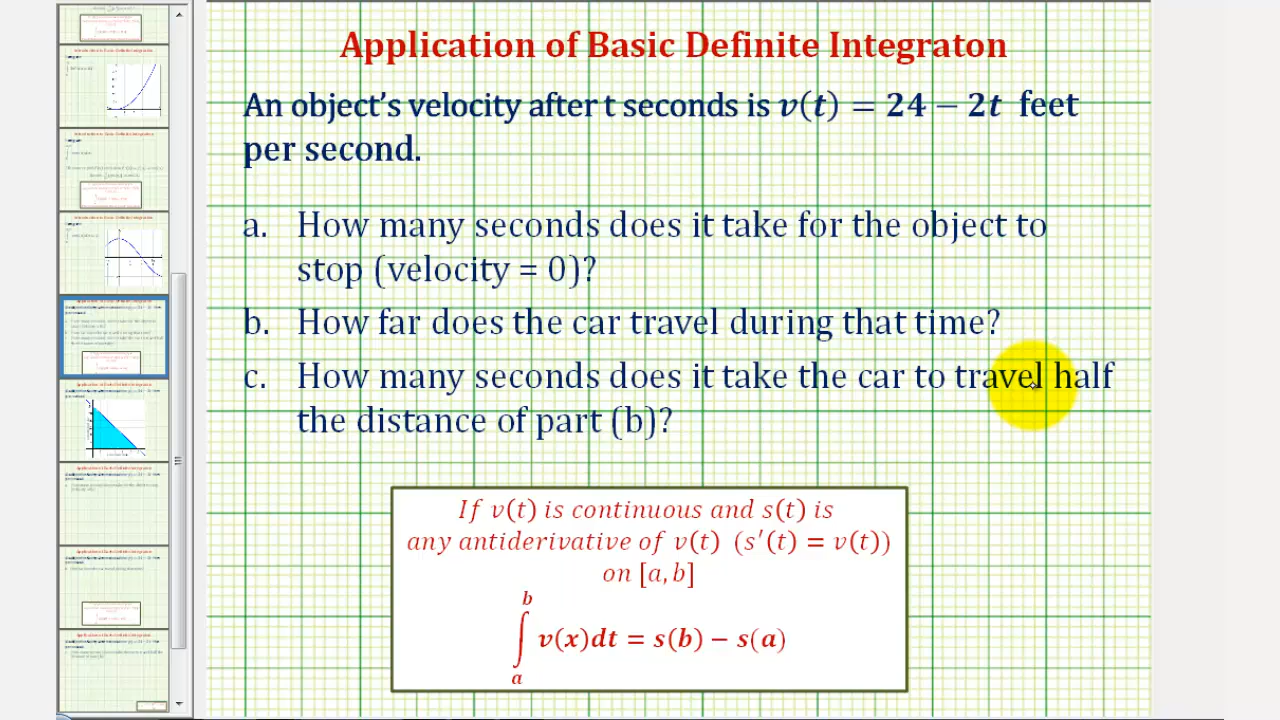 Application of Basic Definite Integraton
An object's velocity after t seconds is v(t) = 24 − 2t feet
per second.
a. How many seconds does it take for the object to
stop (velocity = 0)?
b. How far does the car travel during that time?
c. How many seconds does it take the car to travel half
the distance of part (b)?
If v(t) is continuous and s(t) is
any antiderivative of v(t) (s′(t) = v(t))
on [a, b]
b
∫ v(x)dt = s(b) − s(a)
a